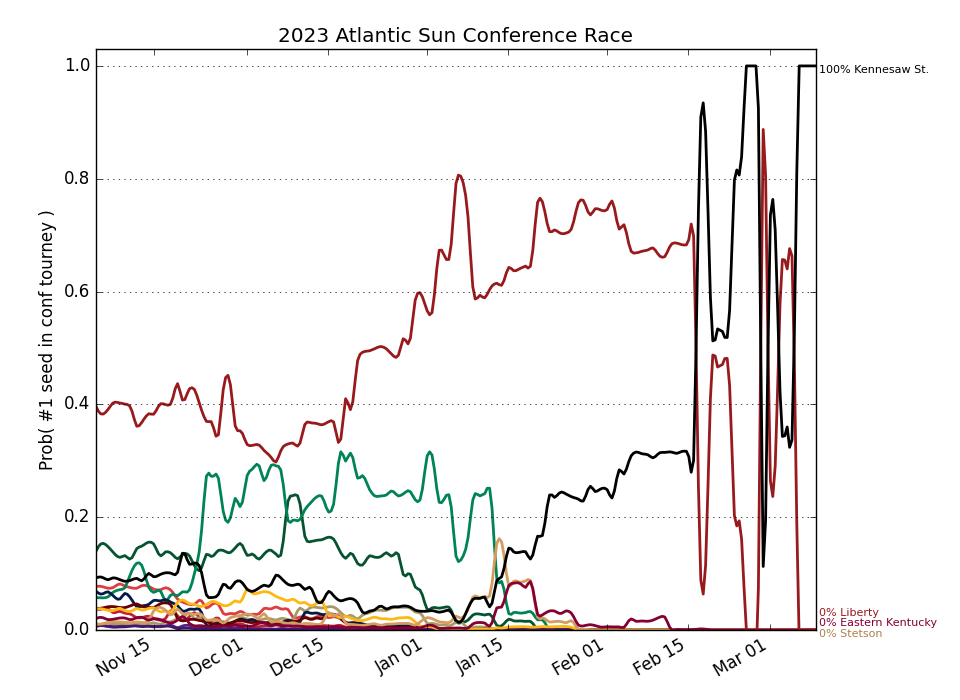 2023 Atlantic Sun Conference Race
Prob( #1 seed in conf tourney )
1.0
0.8
0.6
0.4
0.2
0.0
Nov 15
Dec 01
Dec 15
Jan 01
Jan 15
Feb 01
Feb 15
Mar 01
100% Kennesaw St.
0% Liberty
0% Eastern Kentucky
0% Stetson